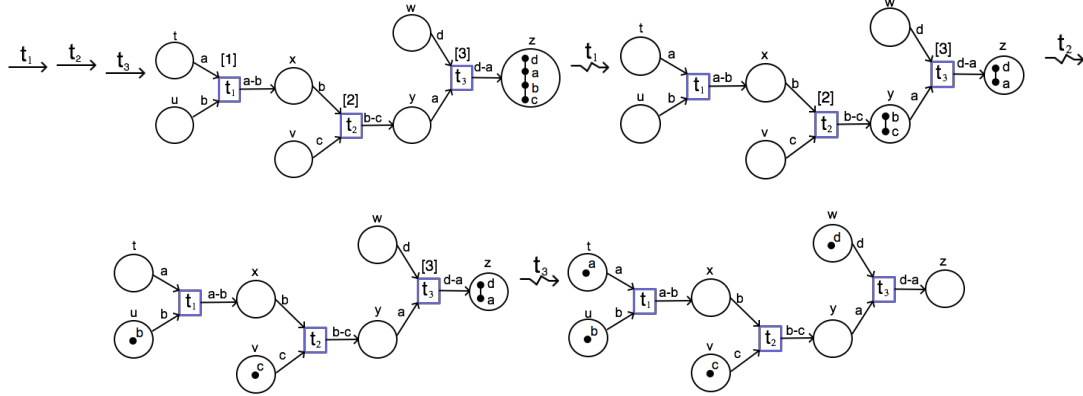 t₁ t₂ t₃
t a [1] t₁ a-b u b x b [2] t₂ b-c v c y a w d [3] t₃ d-a z d a b c
t₁
t a t₁ a-b u b x b [2] t₂ b-c v c y b c a w d [3] t₃ d-a z d a
t₂
t a t₁ a-b u b b x b t₂ b-c v c c y a w d [3] t₃ d-a z d a
t₃
t a a t₁ a-b u b b x b t₂ b-c v c c y a w d d t₃ d-a z